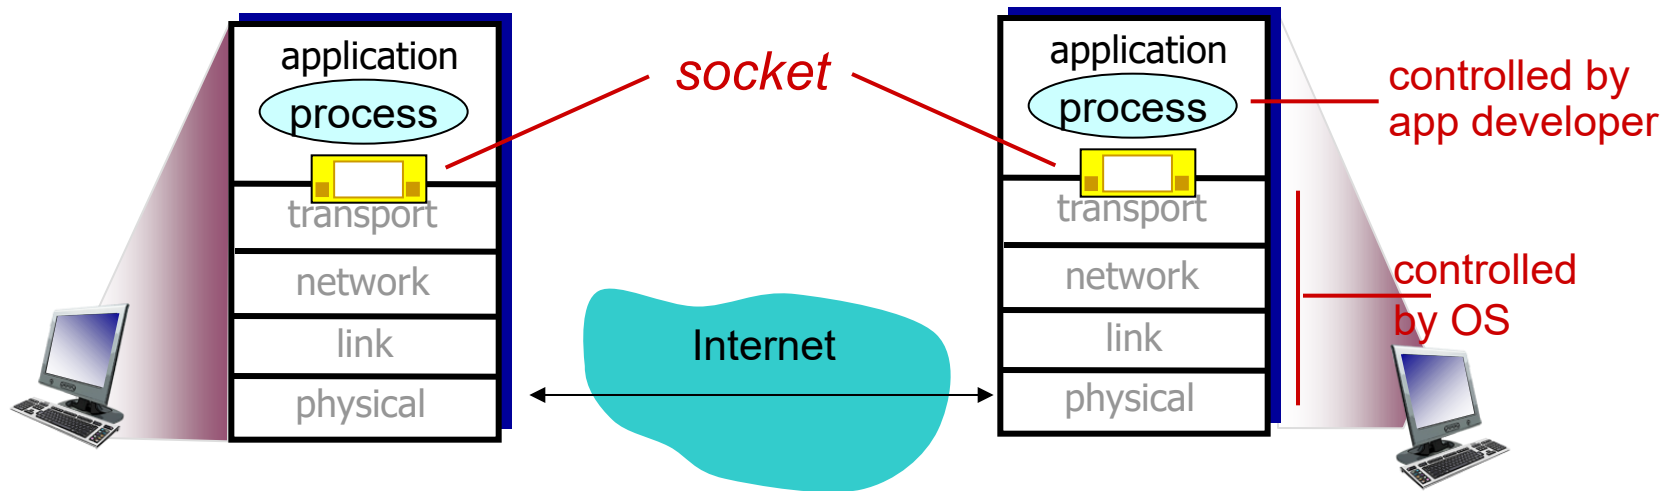 application
process
transport
network
link
physical
socket
Internet
application
process
transport
network
link
physical
controlled by
app developer
controlled
by OS